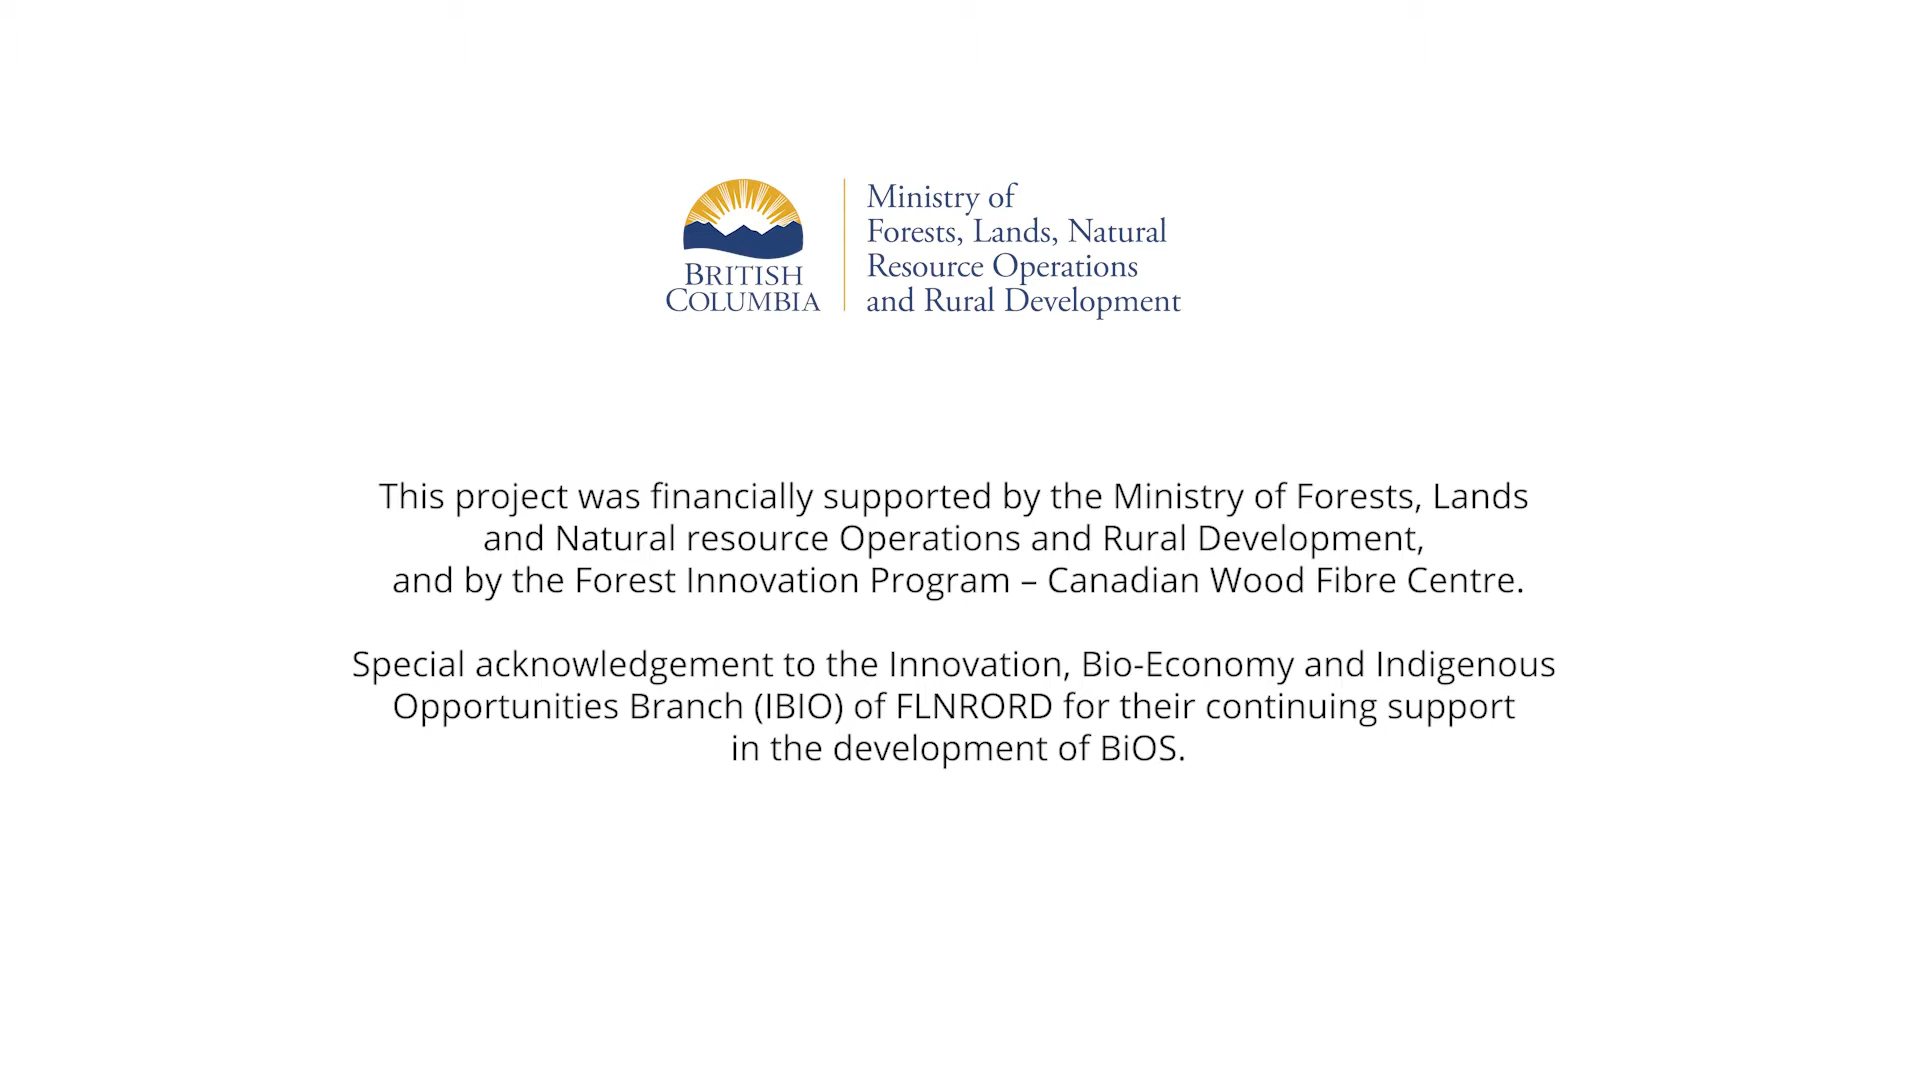 BRITISH
COLUMBIA
Ministry of
Forests, Lands, Natural
Resource Operations
and Rural Development
This project was financially supported by the Ministry of Forests, Lands
and Natural resource Operations and Rural Development,
and by the Forest Innovation Program – Canadian Wood Fibre Centre.
Special acknowledgement to the Innovation, Bio-Economy and Indigenous
Opportunities Branch (IBIO) of FLNRORD for their continuing support
in the development of BiOS.